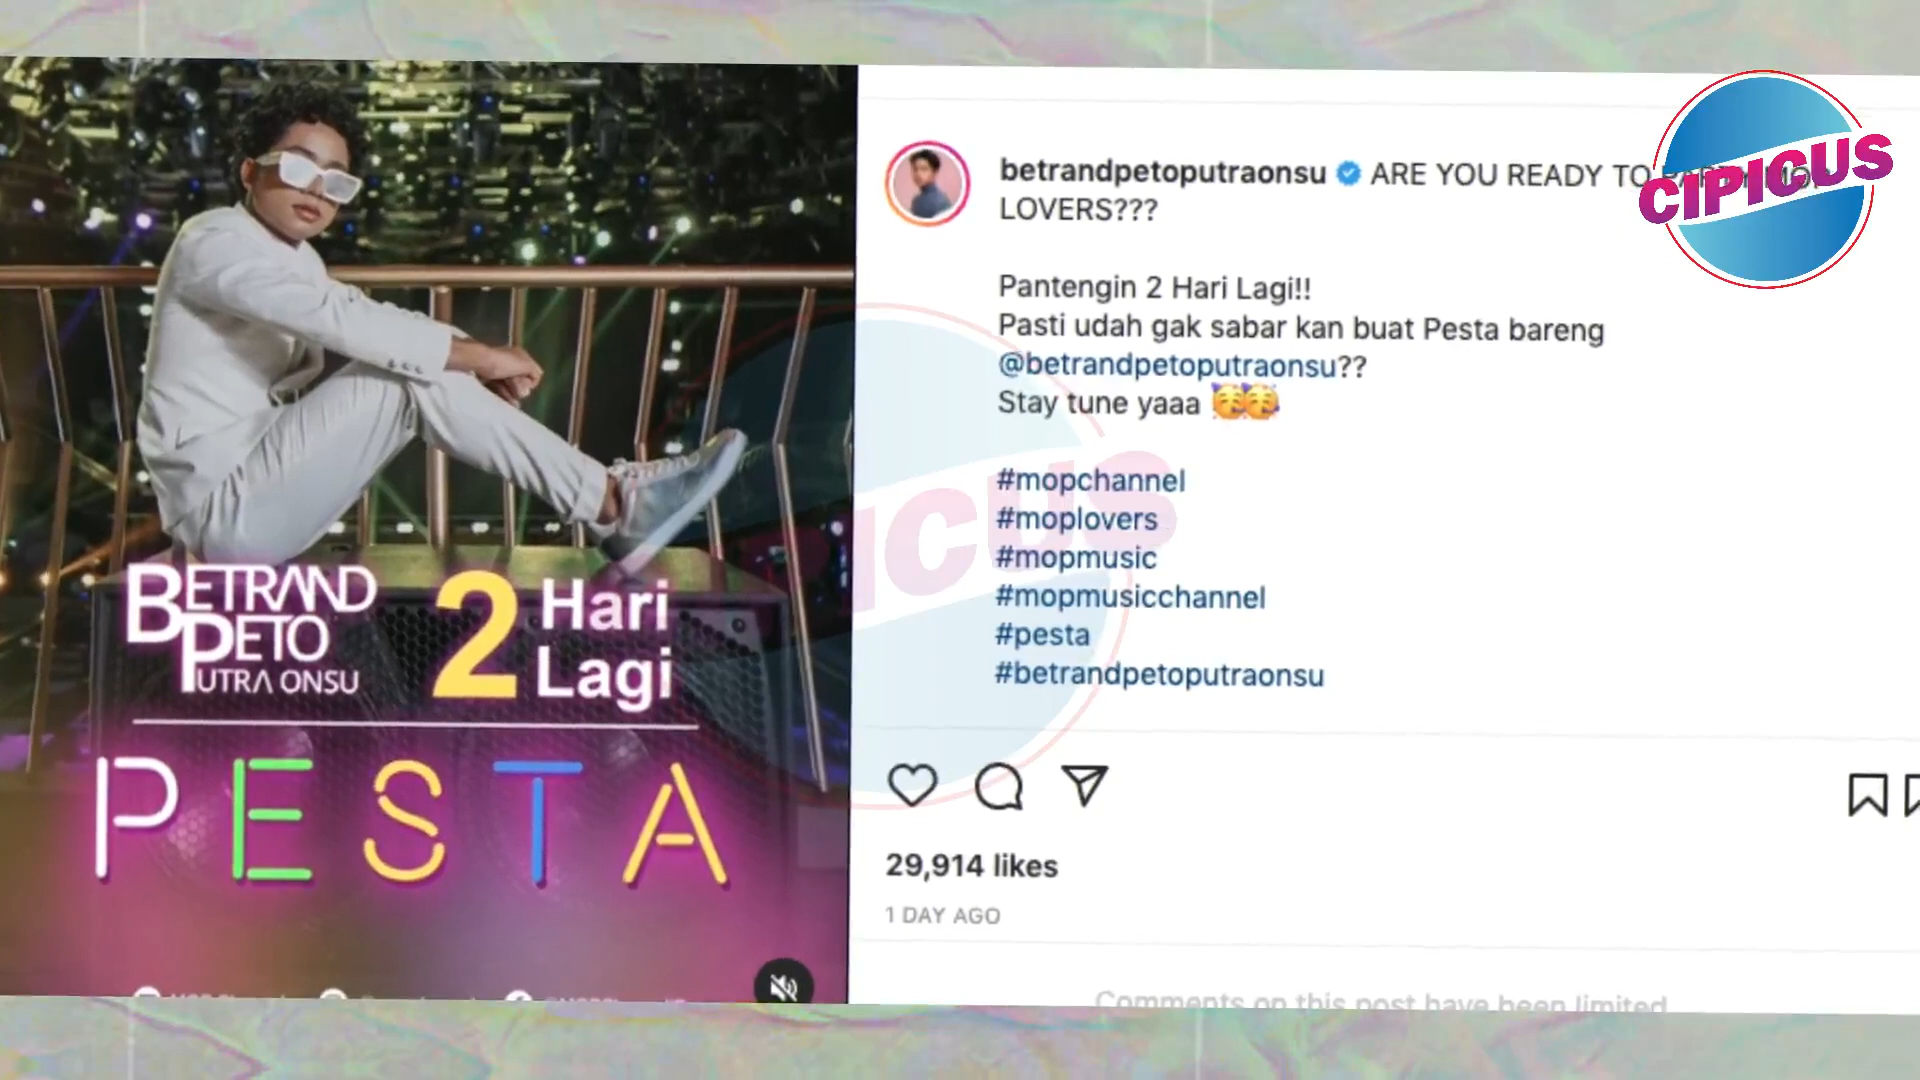 BETRAND
PETO
PUTRA ONSU
2 Hari
Lagi
PESTA
betrandpetoputraonsu ARE YOU READY TO
LOVERS???
Pantengin 2 Hari Lagi!!
Pasti udah gak sabar kan buat Pesta bareng
@betrandpetoputraonsu??
Stay tune yaaa 🥳🥳
#mopchannel
#moplovers
#mopmusic
#mopmusicchannel
#pesta
#betrandpetoputraonsu
29,914 likes
1 DAY AGO
Comments on this post have been limited
CIPICUS